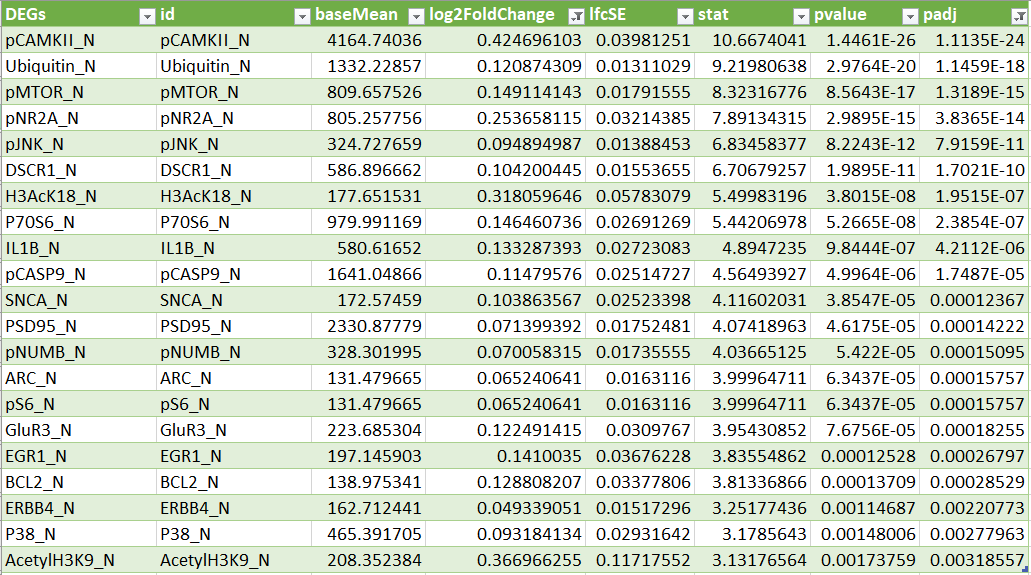 DEGs id baseMean log2FoldChange lfcSE stat pvalue padj
pCAMKII_N pCAMKII_N 4164.74036 0.424696103 0.03981251 10.6674041 1.4461E-26 1.1135E-24
Ubiquitin_N Ubiquitin_N 1332.22857 0.120874309 0.01311029 9.21980638 2.9764E-20 1.1459E-18
pMTOR_N pMTOR_N 809.657526 0.149114143 0.01791555 8.32316776 8.5643E-17 1.3189E-15
pNR2A_N pNR2A_N 805.257756 0.253658115 0.03214385 7.89134315 2.9895E-15 3.8365E-14
pJNK_N pJNK_N 324.727659 0.094894987 0.01388453 6.83458377 8.2243E-12 7.9159E-11
DSCR1_N DSCR1_N 586.896662 0.104200445 0.01553655 6.70679257 1.9895E-11 1.7021E-10
H3AcK18_N H3AcK18_N 177.651531 0.318059646 0.05783079 5.49983196 3.8015E-08 1.9515E-07
P70S6_N P70S6_N 979.991169 0.146460736 0.02691269 5.44206978 5.2665E-08 2.3854E-07
IL1B_N IL1B_N 580.61652 0.133287393 0.02723083 4.8947235 9.8444E-07 4.2112E-06
pCASP9_N pCASP9_N 1641.04866 0.11479576 0.02514727 4.56493927 4.9964E-06 1.7487E-05
SNCA_N SNCA_N 172.57459 0.103863567 0.02523398 4.11602031 3.8547E-05 0.00012367
PSD95_N PSD95_N 2330.87779 0.071399392 0.01752481 4.07418963 4.6175E-05 0.00014222
pNUMB_N pNUMB_N 328.301995 0.070058315 0.01735555 4.03665125 5.422E-05 0.00015095
ARC_N ARC_N 131.479665 0.065240641 0.0163116 3.99964711 6.3437E-05 0.00015757
pS6_N pS6_N 131.479665 0.065240641 0.0163116 3.99964711 6.3437E-05 0.00015757
GluR3_N GluR3_N 223.685304 0.122491415 0.0309767 3.95430852 7.6756E-05 0.00018255
EGR1_N EGR1_N 197.145903 0.1410035 0.03676228 3.83554862 0.00012528 0.00026797
BCL2_N BCL2_N 138.975341 0.128808207 0.03377806 3.81336866 0.00013709 0.00028529
ERBB4_N ERBB4_N 162.712441 0.049339051 0.01517296 3.25177436 0.00114687 0.00220773
P38_N P38_N 465.391705 0.093184134 0.02931642 3.1785643 0.00148006 0.00277963
AcetylH3K9_N AcetylH3K9_N 208.352384 0.366966255 0.11717552 3.13176564 0.00173759 0.00318557